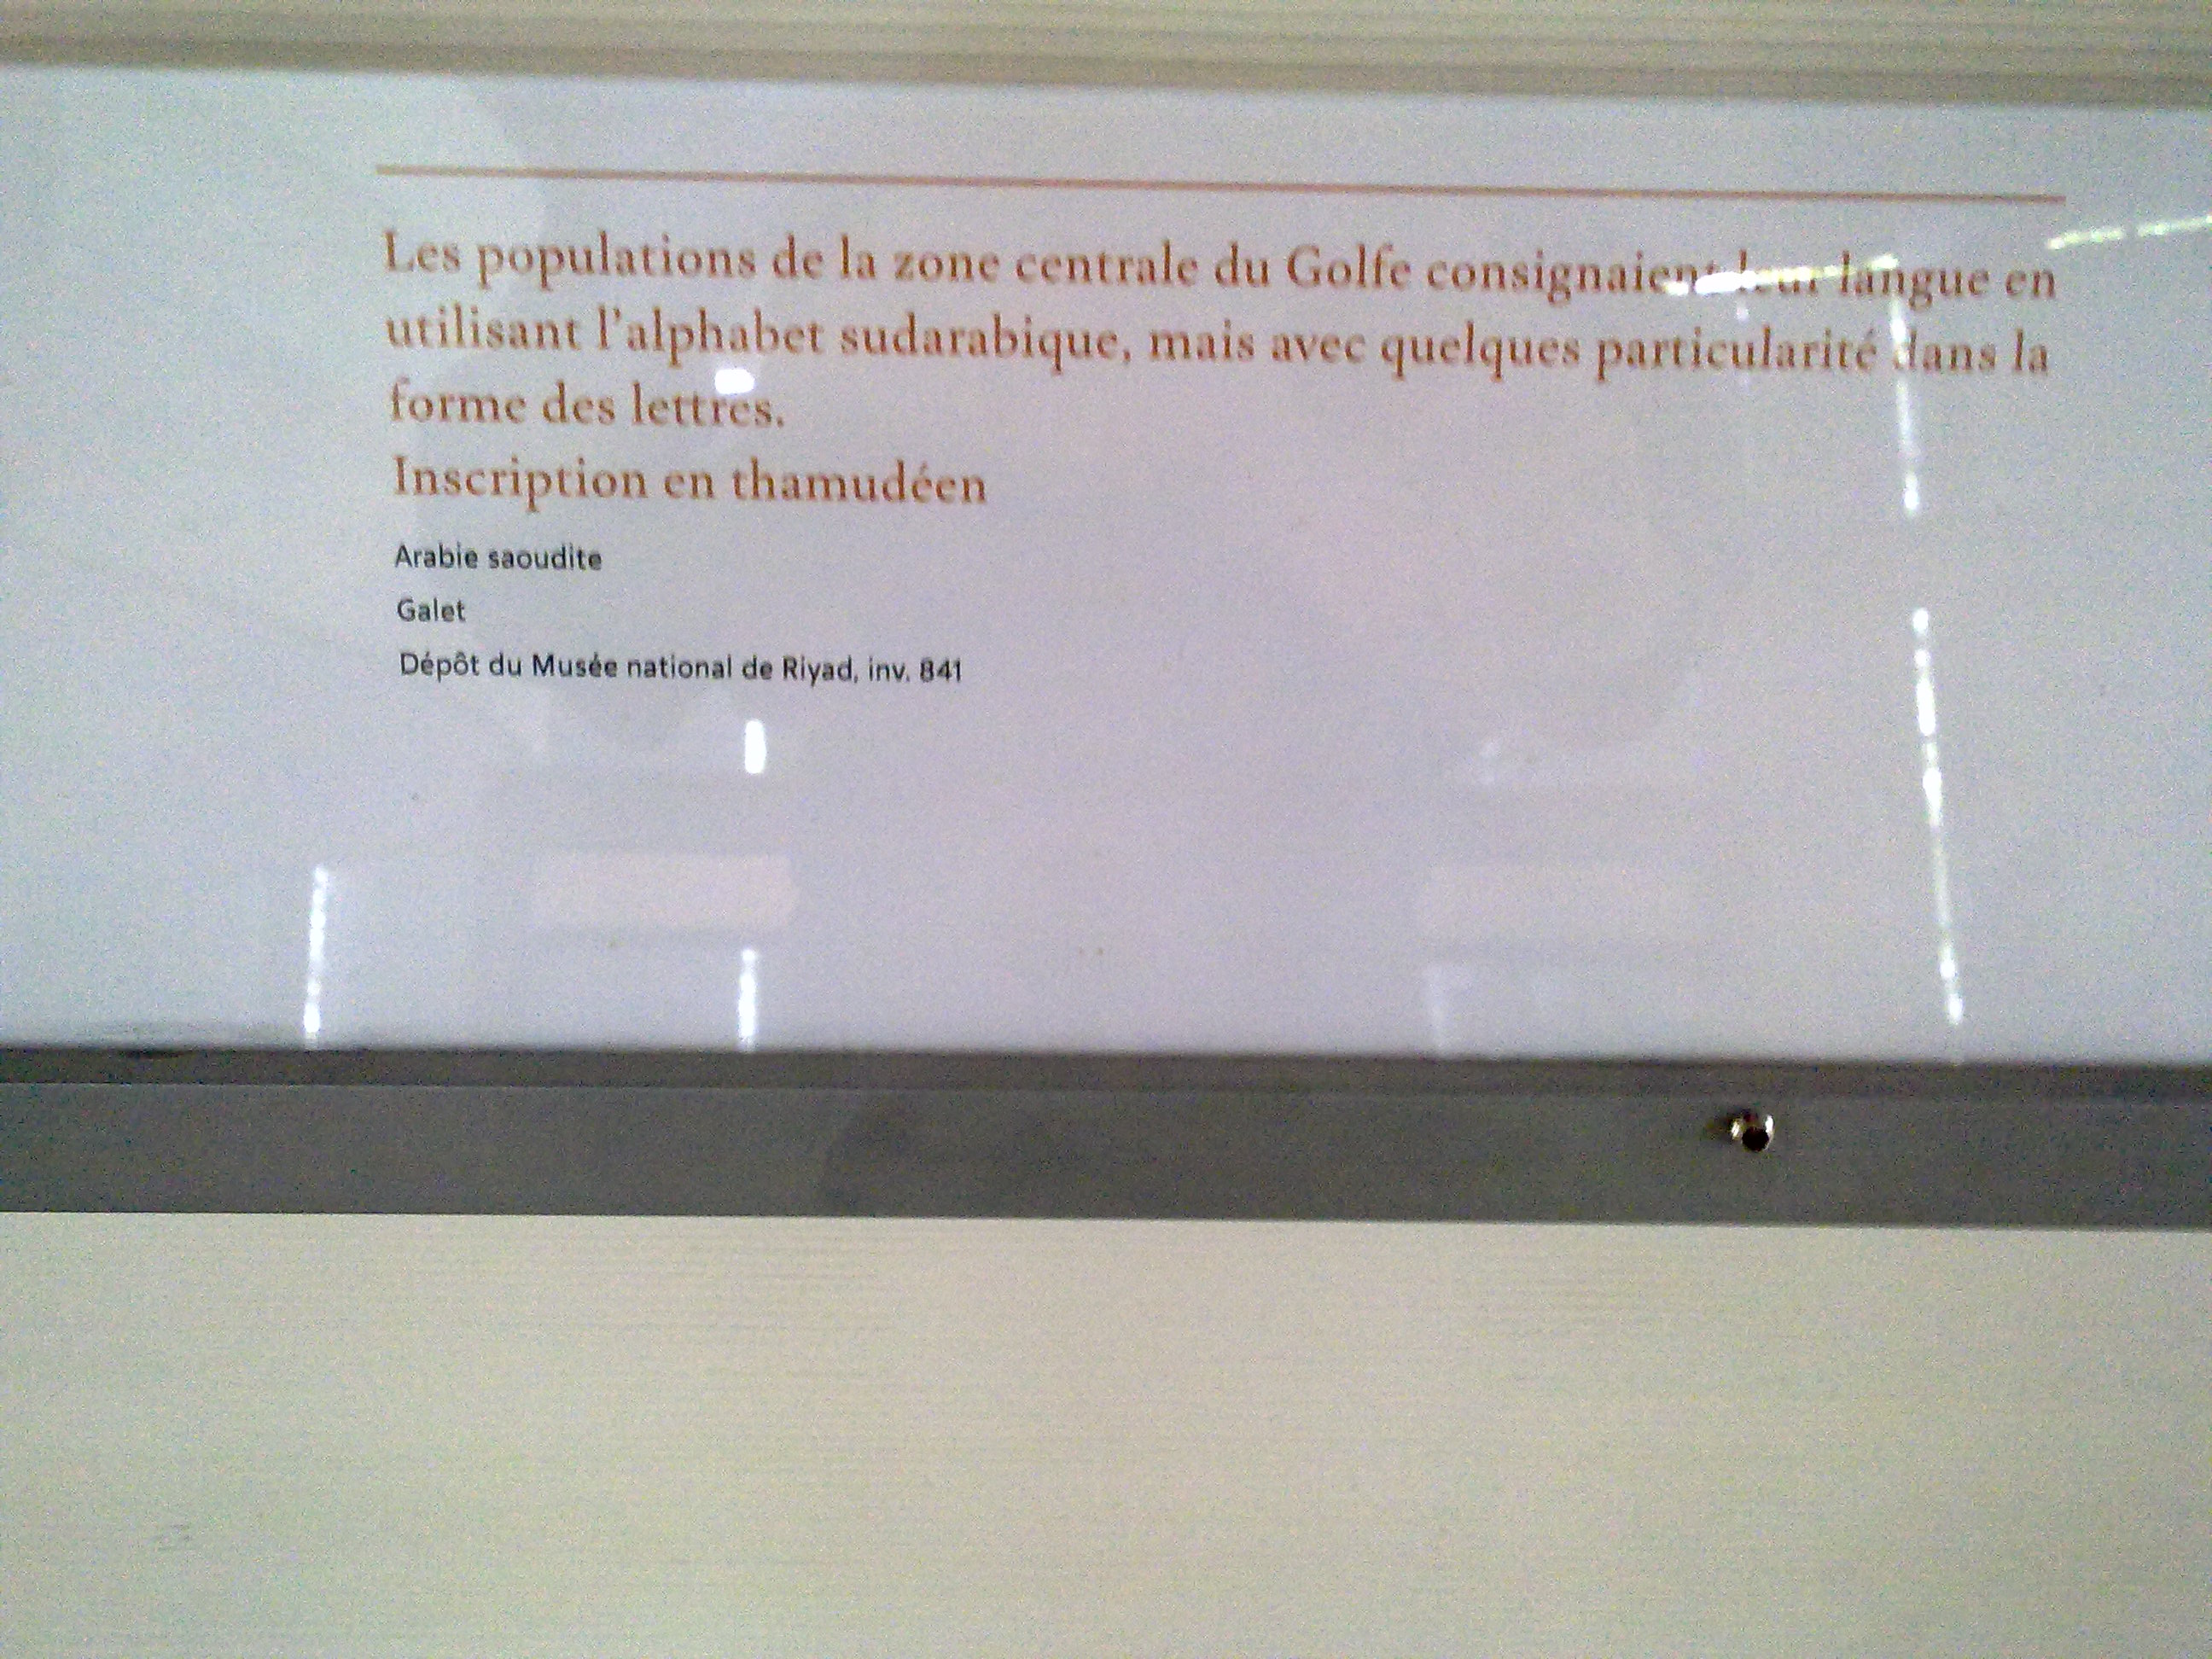 Les populations de la zone centrale du Golfe consignaient leur langue en
utilisant l'alphabet sudarabique, mais avec quelques particularité dans la
forme des lettres.
Inscription en thamudéen
Arabie saoudite
Galet
Dépôt du Musée national de Riyad, inv. 841